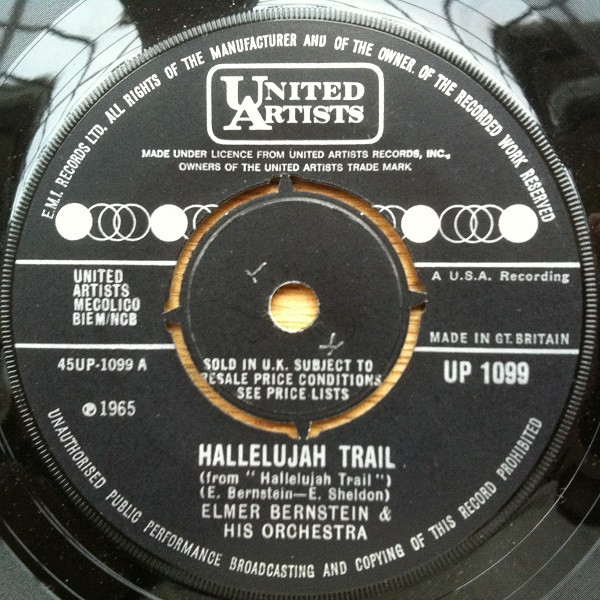 E.M.I. RECORDS LTD. ALL RIGHTS OF THE MANUFACTURER AND OF THE OWNER OF THE RECORDED WORK RESERVED
UNITED
ARTISTS
MADE UNDER LICENCE FROM UNITED ARTISTS RECORDS, INC.,
OWNERS OF THE UNITED ARTISTS TRADE MARK
UNITED
ARTISTS
MECOLICO
BIEM/NCB
A U.S.A. Recording
MADE IN GT. BRITAIN
45UP-1099 A
UP 1099
℗ 1965
SOLD IN U.K. SUBJECT TO
RESALE PRICE CONDITIONS
SEE PRICE LISTS
HALLELUJAH TRAIL
(from "Hallelujah Trail")
(E. Bernstein—E. Sheldon)
ELMER BERNSTEIN &
HIS ORCHESTRA
UNAUTHORISED PUBLIC PERFORMANCE BROADCASTING AND COPYING OF THIS RECORD PROHIBITED